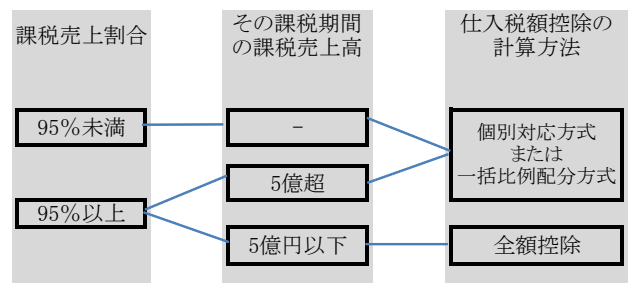 課税売上割合
その課税期間
の課税売上高
仕入税額控除の
計算方法
95％未満
－
個別対応方式
または
一括比例配分方式
5億超
95％以上
5億円以下
全額控除